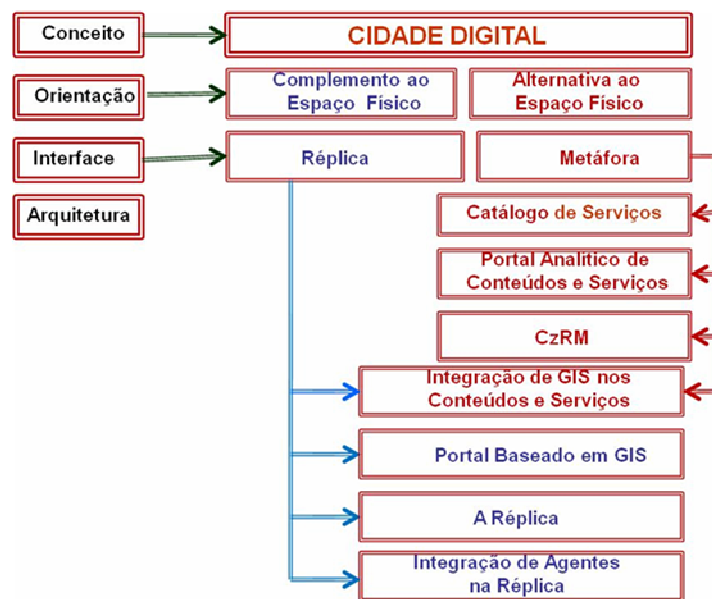 Conceito
CIDADE DIGITAL
Orientação
Complemento ao
Espaço Físico
Alternativa ao
Espaço Físico
Interface
Réplica
Metáfora
Arquitetura
Catálogo de Serviços
Portal Analítico de
Conteúdos e Serviços
CzRM
Integração de GIS nos
Conteúdos e Serviços
Portal Baseado em GIS
A Réplica
Integração de Agentes
na Réplica